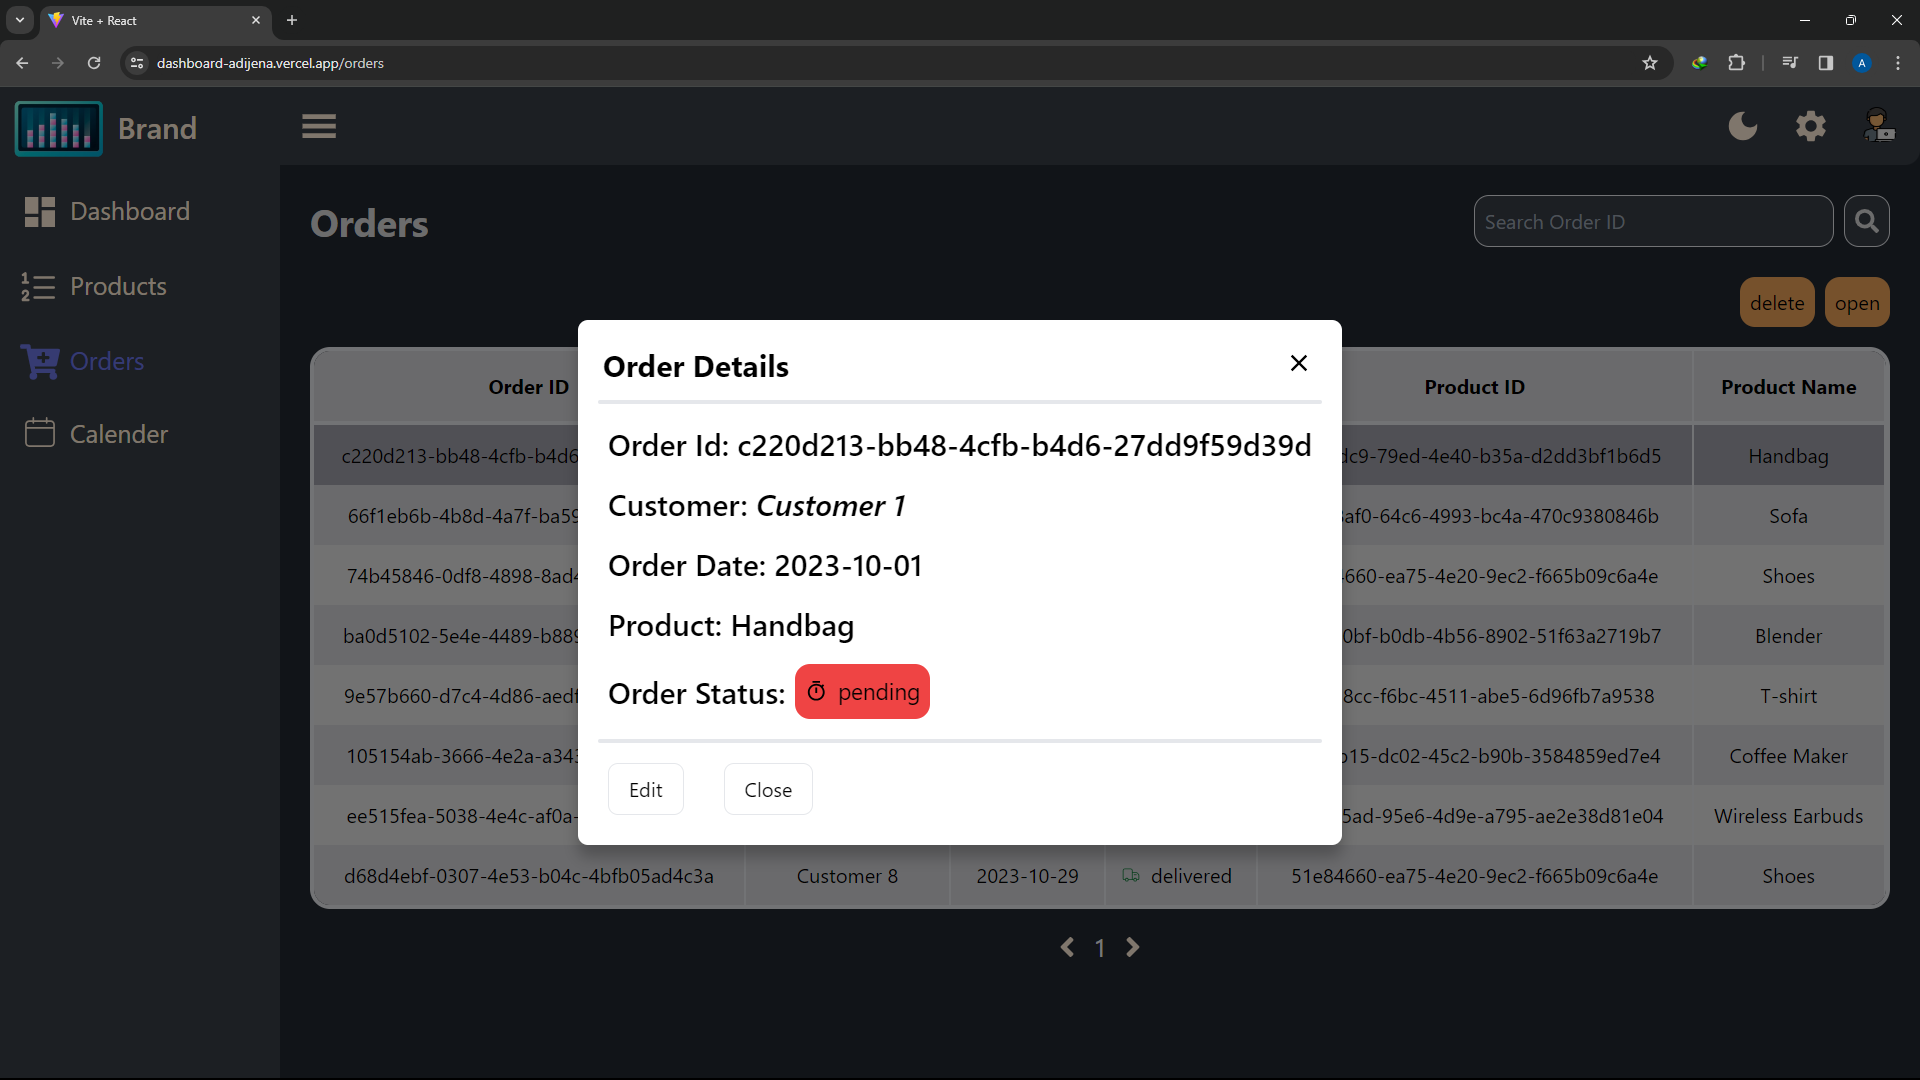 Vite + React
dashboard-adijena.vercel.app/orders
A
Brand
Dashboard
Products
Orders
Calender
Orders
Search Order ID
delete open
Order ID Product ID Product Name
c220d213-bb48-4cfb-b4d6 dc9-79ed-4e40-b35a-d2dd3bf1b6d5 Handbag
66f1eb6b-4b8d-4a7f-ba59 af0-64c6-4993-bc4a-470c9380846b Sofa
74b45846-0df8-4898-8ad4 660-ea75-4e20-9ec2-f665b09c6a4e Shoes
ba0d5102-5e4e-4489-b889 0bf-b0db-4b56-8902-51f63a2719b7 Blender
9e57b660-d7c4-4d86-aedf 8cc-f6bc-4511-abe5-6d96fb7a9538 T-shirt
105154ab-3666-4e2a-a343 b15-dc02-45c2-b90b-3584859ed7e4 Coffee Maker
ee515fea-5038-4e4c-af0a- 5ad-95e6-4d9e-a795-ae2e38d81e04 Wireless Earbuds
d68d4ebf-0307-4e53-b04c-4bfb05ad4c3a Customer 8 2023-10-29 delivered 51e84660-ea75-4e20-9ec2-f665b09c6a4e Shoes
1
Order Details
Order Id: c220d213-bb48-4cfb-b4d6-27dd9f59d39d
Customer: Customer 1
Order Date: 2023-10-01
Product: Handbag
Order Status: pending
Edit Close